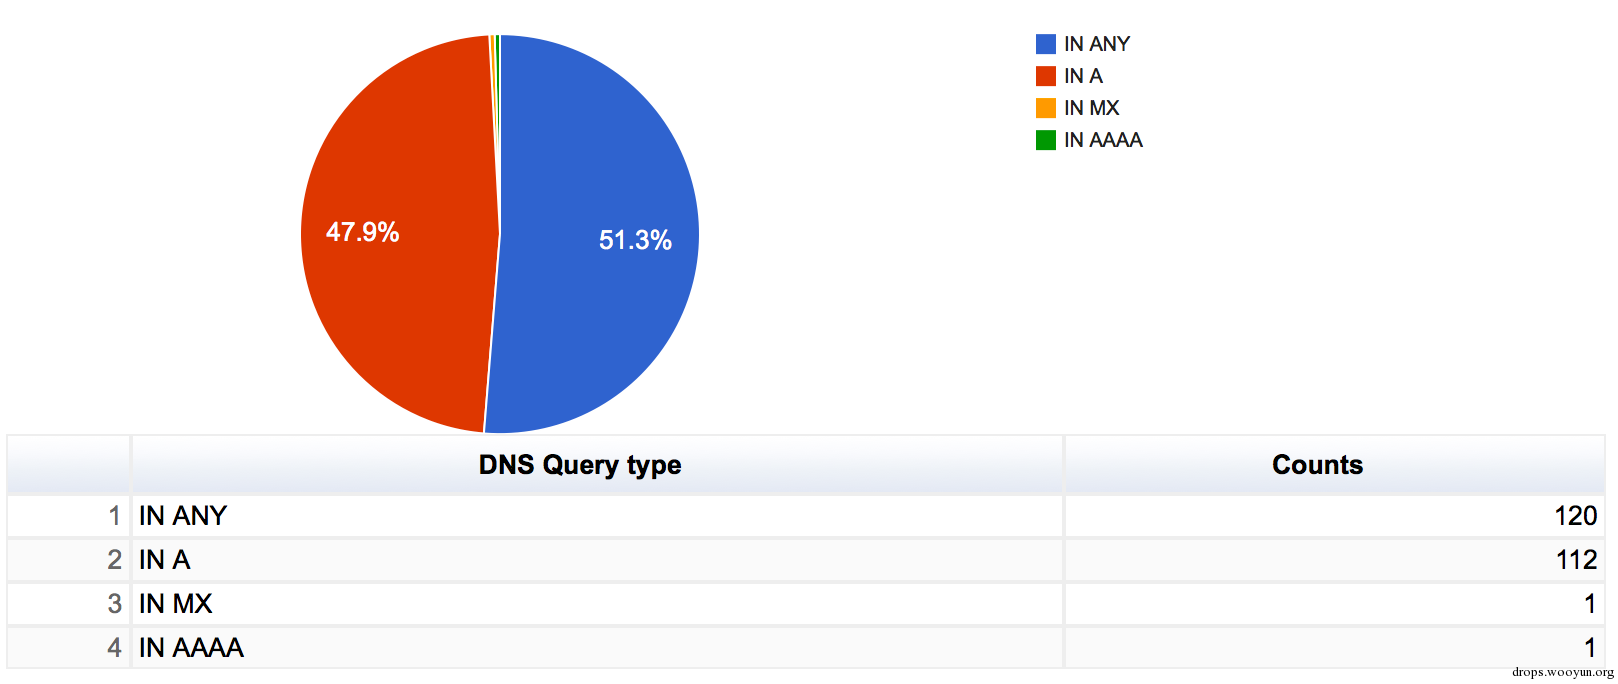 IN ANY
IN A
IN MX
IN AAAA
47.9%
51.3%
DNS Query type Counts
1 IN ANY 120
2 IN A 112
3 IN MX 1
4 IN AAAA 1
drops.wooyun.org